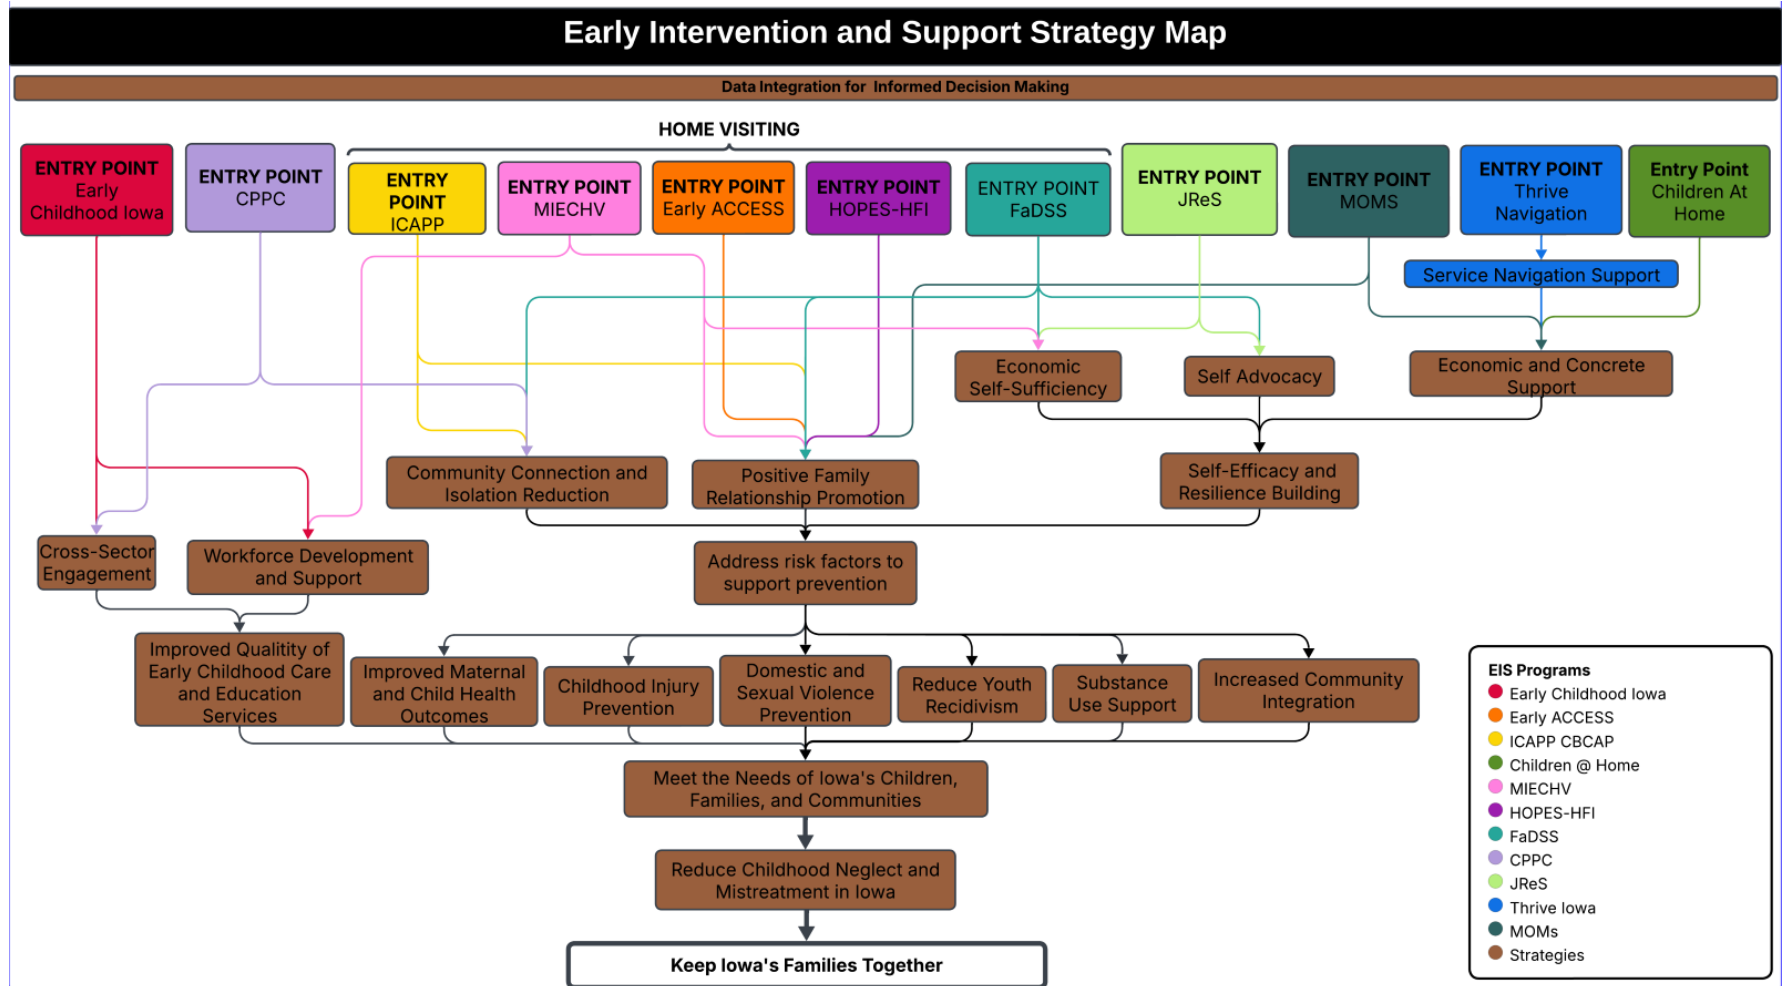 Early Intervention and Support Strategy Map
Data Integration for Informed Decision Making
HOME VISITING
ENTRY POINT
Early
Childhood Iowa
ENTRY POINT
CPPC
ENTRY
POINT
ICAPP
ENTRY POINT
MIECHV
ENTRY POINT
Early ACCESS
ENTRY POINT
HOPES-HFI
ENTRY POINT
FaDSS
ENTRY POINT
JReS
ENTRY POINT
MOMS
ENTRY POINT
Thrive
Navigation
Entry Point
Children At
Home
Service Navigation Support
Economic
Self-Sufficiency
Self Advocacy
Economic and Concrete
Support
Community Connection and
Isolation Reduction
Positive Family
Relationship Promotion
Self-Efficacy and
Resilience Building
Cross-Sector
Engagement
Workforce Development
and Support
Address risk factors to
support prevention
Improved Qualitity of
Early Childhood Care
and Education
Services
Improved Maternal
and Child Health
Outcomes
Childhood Injury
Prevention
Domestic and
Sexual Violence
Prevention
Reduce Youth
Recidivism
Substance
Use Support
Increased Community
Integration
Meet the Needs of Iowa's Children,
Families, and Communities
Reduce Childhood Neglect and
Mistreatment in Iowa
Keep Iowa's Families Together
EIS Programs
Early Childhood Iowa
Early ACCESS
ICAPP CBCAP
Children @ Home
MIECHV
HOPES-HFI
FaDSS
CPPC
JReS
Thrive Iowa
MOMs
Strategies